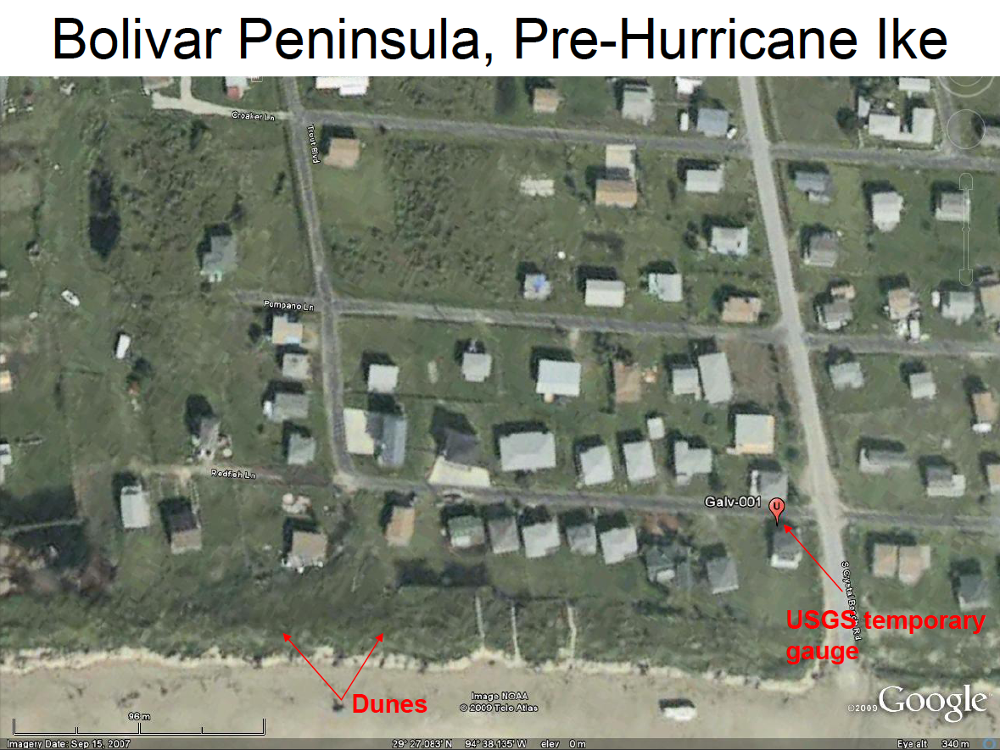 Bolivar Peninsula, Pre-Hurricane Ike
Croaker Ln
Trout Blvd
Pompano Ln
Redfish Ln
Galv-001
U
S Crystal Beach Rd
USGS temporary
gauge
Dunes
Image NOAA
© 2009 Tele Atlas
©2009 Google
96 m
Imagery Date: Sep 15, 2007
29° 27.083' N 94° 38.135' W elev 0 m
Eye alt 340 m